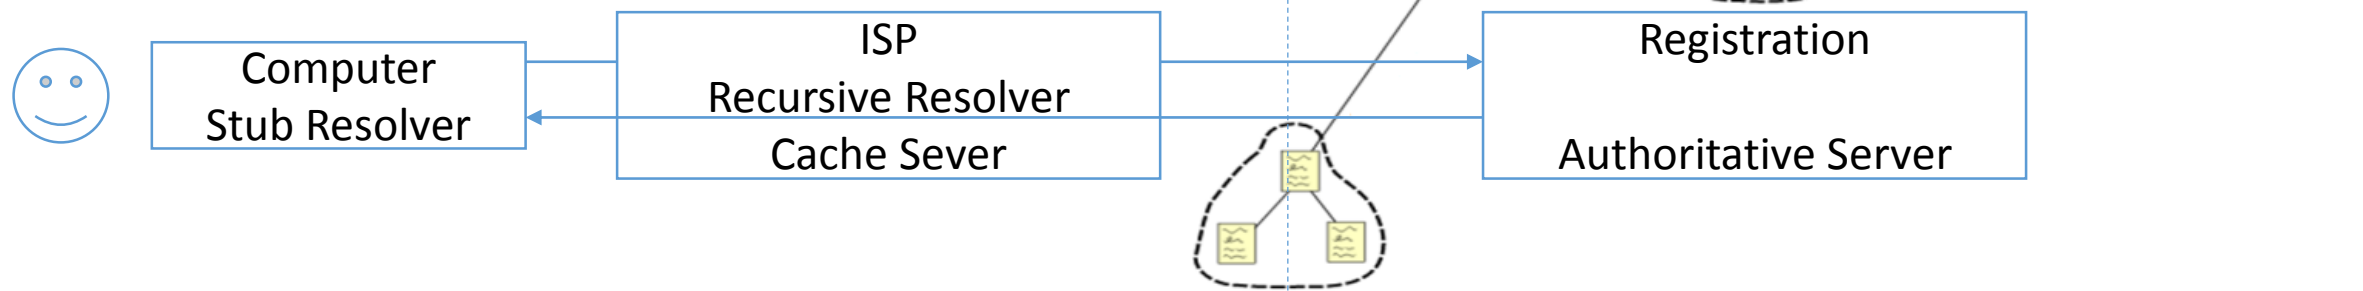 Computer
Stub Resolver
ISP
Recursive Resolver
Cache Sever
Registration
Authoritative Server